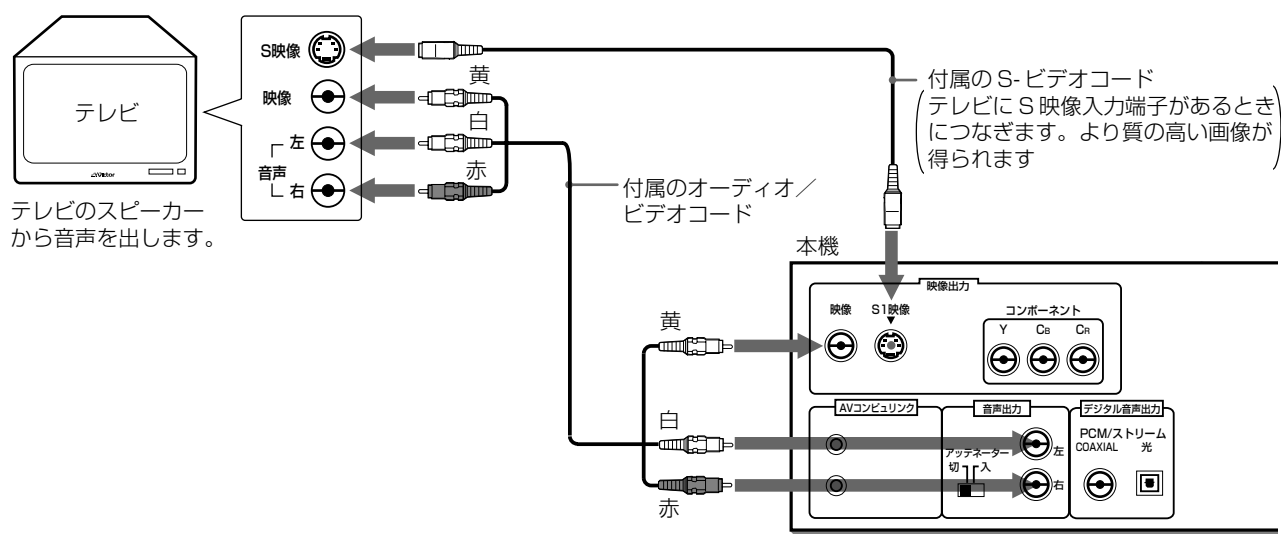 テレビ
Victor
テレビのスピーカー
から音声を出します。
S映像
映像
左
音声
右
黄
白
赤
付属のオーディオ／
ビデオコード
付属の S- ビデオコード
テレビに S 映像入力端子があるとき
につなぎます。より質の高い画像が
得られます
本機
映像出力
映像
S1映像
コンポーネント
Y
CB
CR
黄
白
赤
AVコンピュリンク
音声出力
アッテネーター
切
入
左
右
デジタル音声出力
PCM/ストリーム
COAXIAL
光